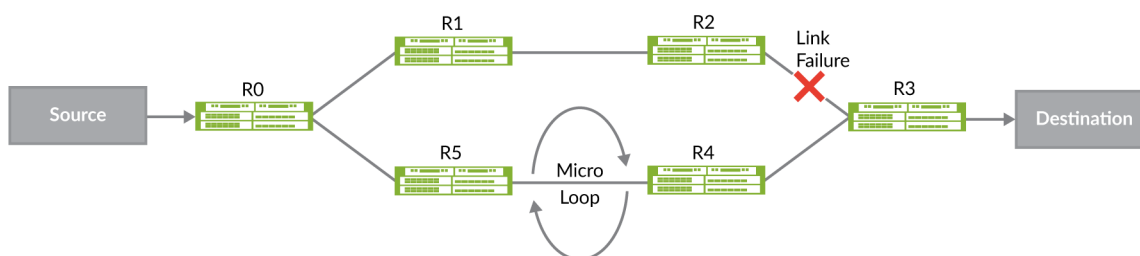 R1
R2
Link
Failure
R0
R3
Source
Destination
R5
R4
Micro
Loop